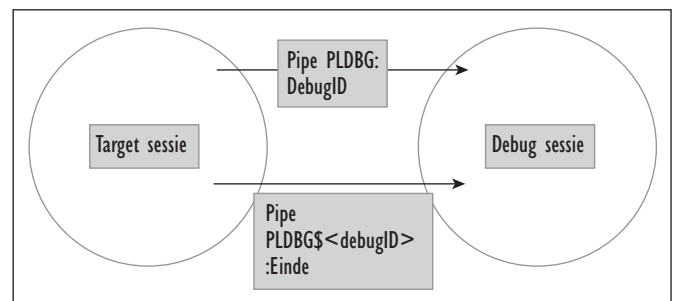 Pipe PLDBG:
DebugID
Target sessie
Debug sessie
Pipe
PLDBG$<debugID>
:Einde